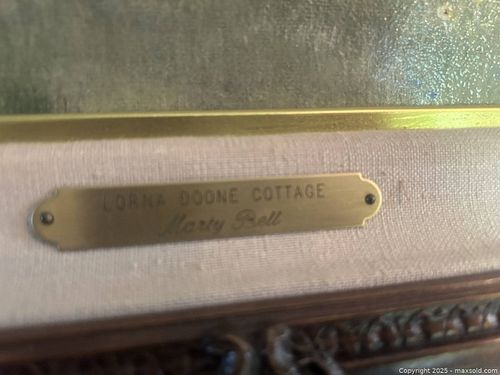 LORNA DOONE COTTAGE
Marty Bell
Copyright 2025 - maxsold.com